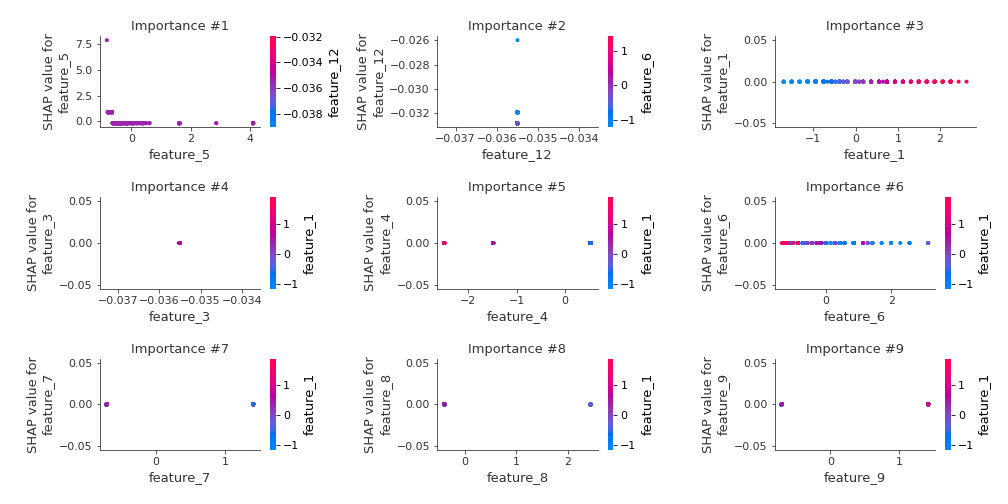 Importance #1
SHAP value for
feature_5
7.5
5.0
2.5
0.0
0
2
4
feature_5
−0.032
−0.034
−0.036
−0.038
feature_12
Importance #2
SHAP value for
feature_12
−0.026
−0.028
−0.030
−0.032
−0.037
−0.036
−0.035
−0.034
feature_12
1
0
−1
feature_6
Importance #3
SHAP value for
feature_1
0.05
0.00
−0.05
−1
0
1
2
feature_1
Importance #4
SHAP value for
feature_3
0.05
0.00
−0.05
−0.037
−0.036
−0.035
−0.034
feature_3
1
0
−1
feature_1
Importance #5
SHAP value for
feature_4
0.05
0.00
−0.05
−2
−1
0
feature_4
1
0
−1
feature_1
Importance #6
SHAP value for
feature_6
0.05
0.00
−0.05
0
2
feature_6
1
0
−1
feature_1
Importance #7
SHAP value for
feature_7
0.05
0.00
−0.05
0
1
feature_7
1
0
−1
feature_1
Importance #8
SHAP value for
feature_8
0.05
0.00
−0.05
0
1
2
feature_8
1
0
−1
feature_1
Importance #9
SHAP value for
feature_9
0.05
0.00
−0.05
0
1
feature_9
1
0
−1
feature_1